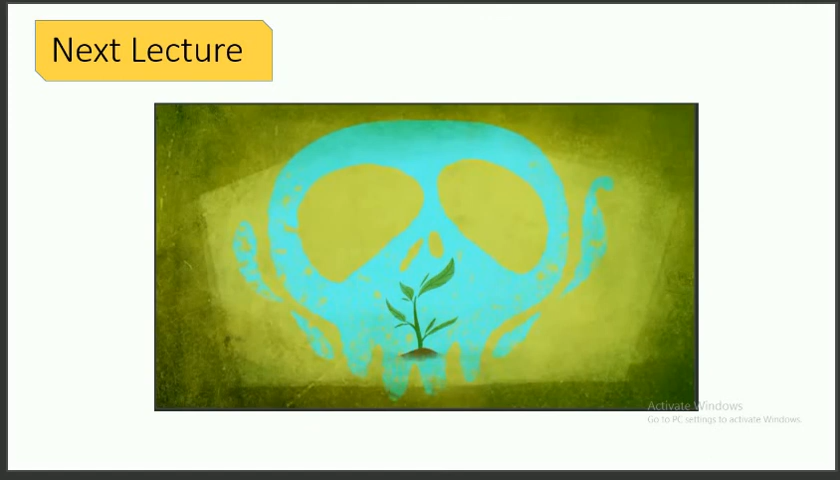 Next Lecture
Activate Windows
Go to PC settings to activate Windows.